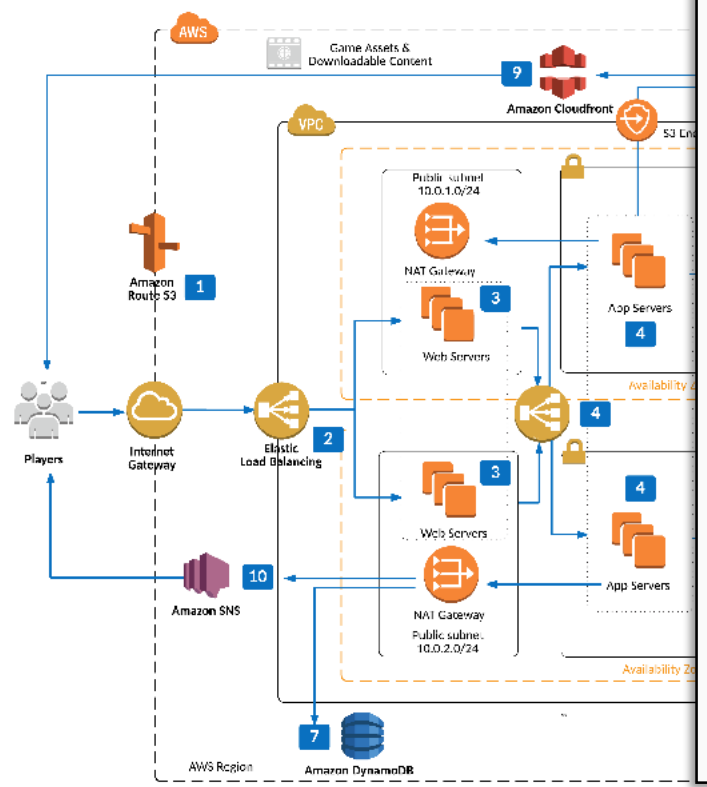 AWS
Game Assets &
Downloadable Content
9
Amazon Cloudfront
VPC
S3 En
Public subnet
10.0.1.0/24
NAT Gateway
Amazon
Route 53
1
3
Web Servers
App Servers
4
Availability Z
Players
Internet
Gateway
Elastic
Load Balancing
2
4
3
Web Servers
4
App Servers
Amazon SNS
10
NAT Gateway
Public subnet
10.0.2.0/24
Availability Zo
7
Amazon DynamoDB
AWS Region